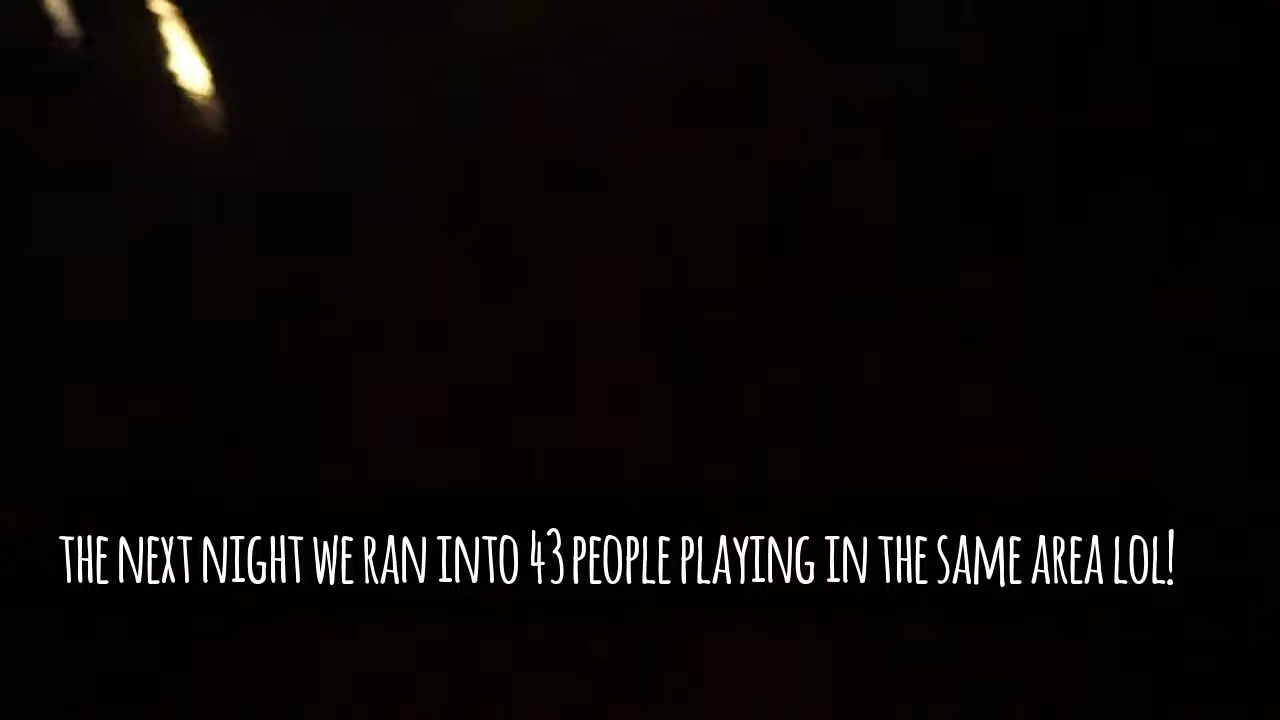 THE NEXT NIGHT WE RAN INTO 43 PEOPLE PLAYING IN THE SAME AREA LOL!